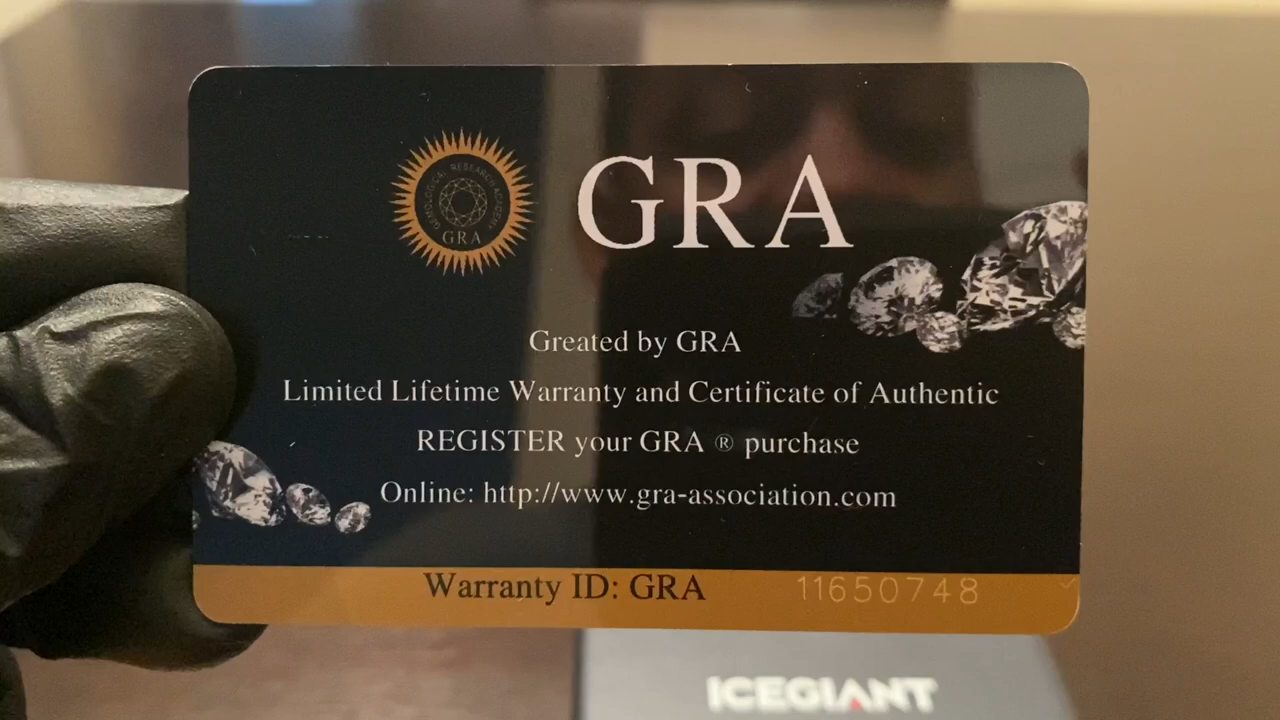 GEMOLOGICAL RESEARCH ACADEMY
GRA
GRA
Greated by GRA
Limited Lifetime Warranty and Certificate of Authentic
REGISTER your GRA ® purchase
Online: http://www.gra-association.com
Warranty ID: GRA 11650748
ICEGIANT